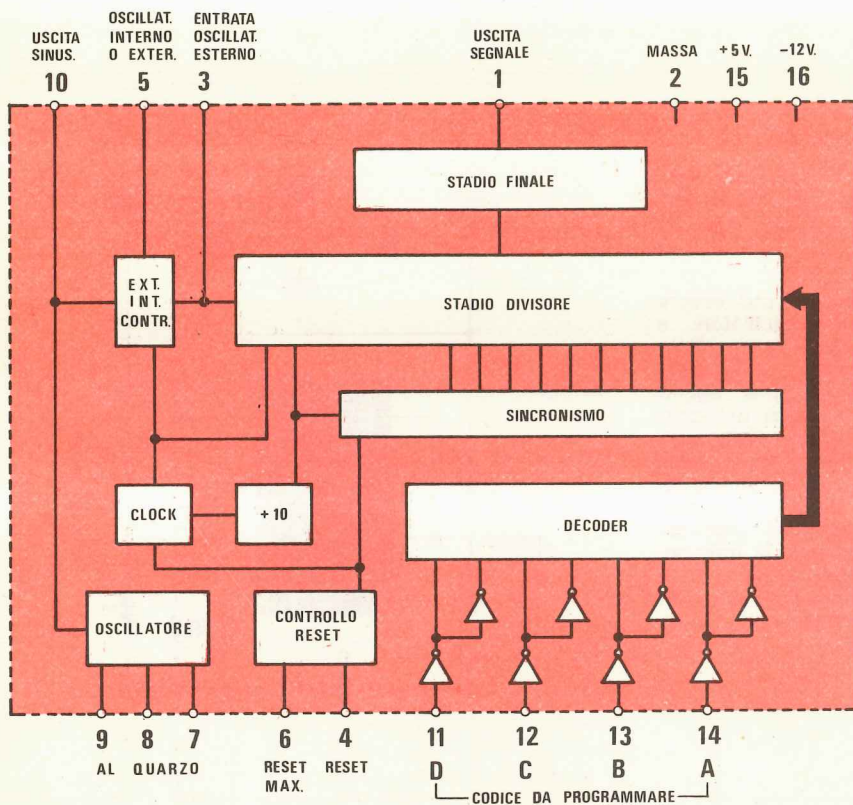 USCITA
SINUS.
10
OSCILLAT.
INTERNO
O EXTER.
5
ENTRATA
OSCILLAT.
ESTERNO
3
USCITA
SEGNALE
1
MASSA
2
+5 V.
15
-12V.
16
STADIO FINALE
EXT.
INT.
CONTR.
STADIO DIVISORE
SINCRONISMO
CLOCK
+10
DECODER
OSCILLATORE
CONTROLLO
RESET
9 8 7
AL QUARZO
6
RESET
MAX.
4
RESET
11
D
12
C
13
B
14
A
CODICE DA PROGRAMMARE